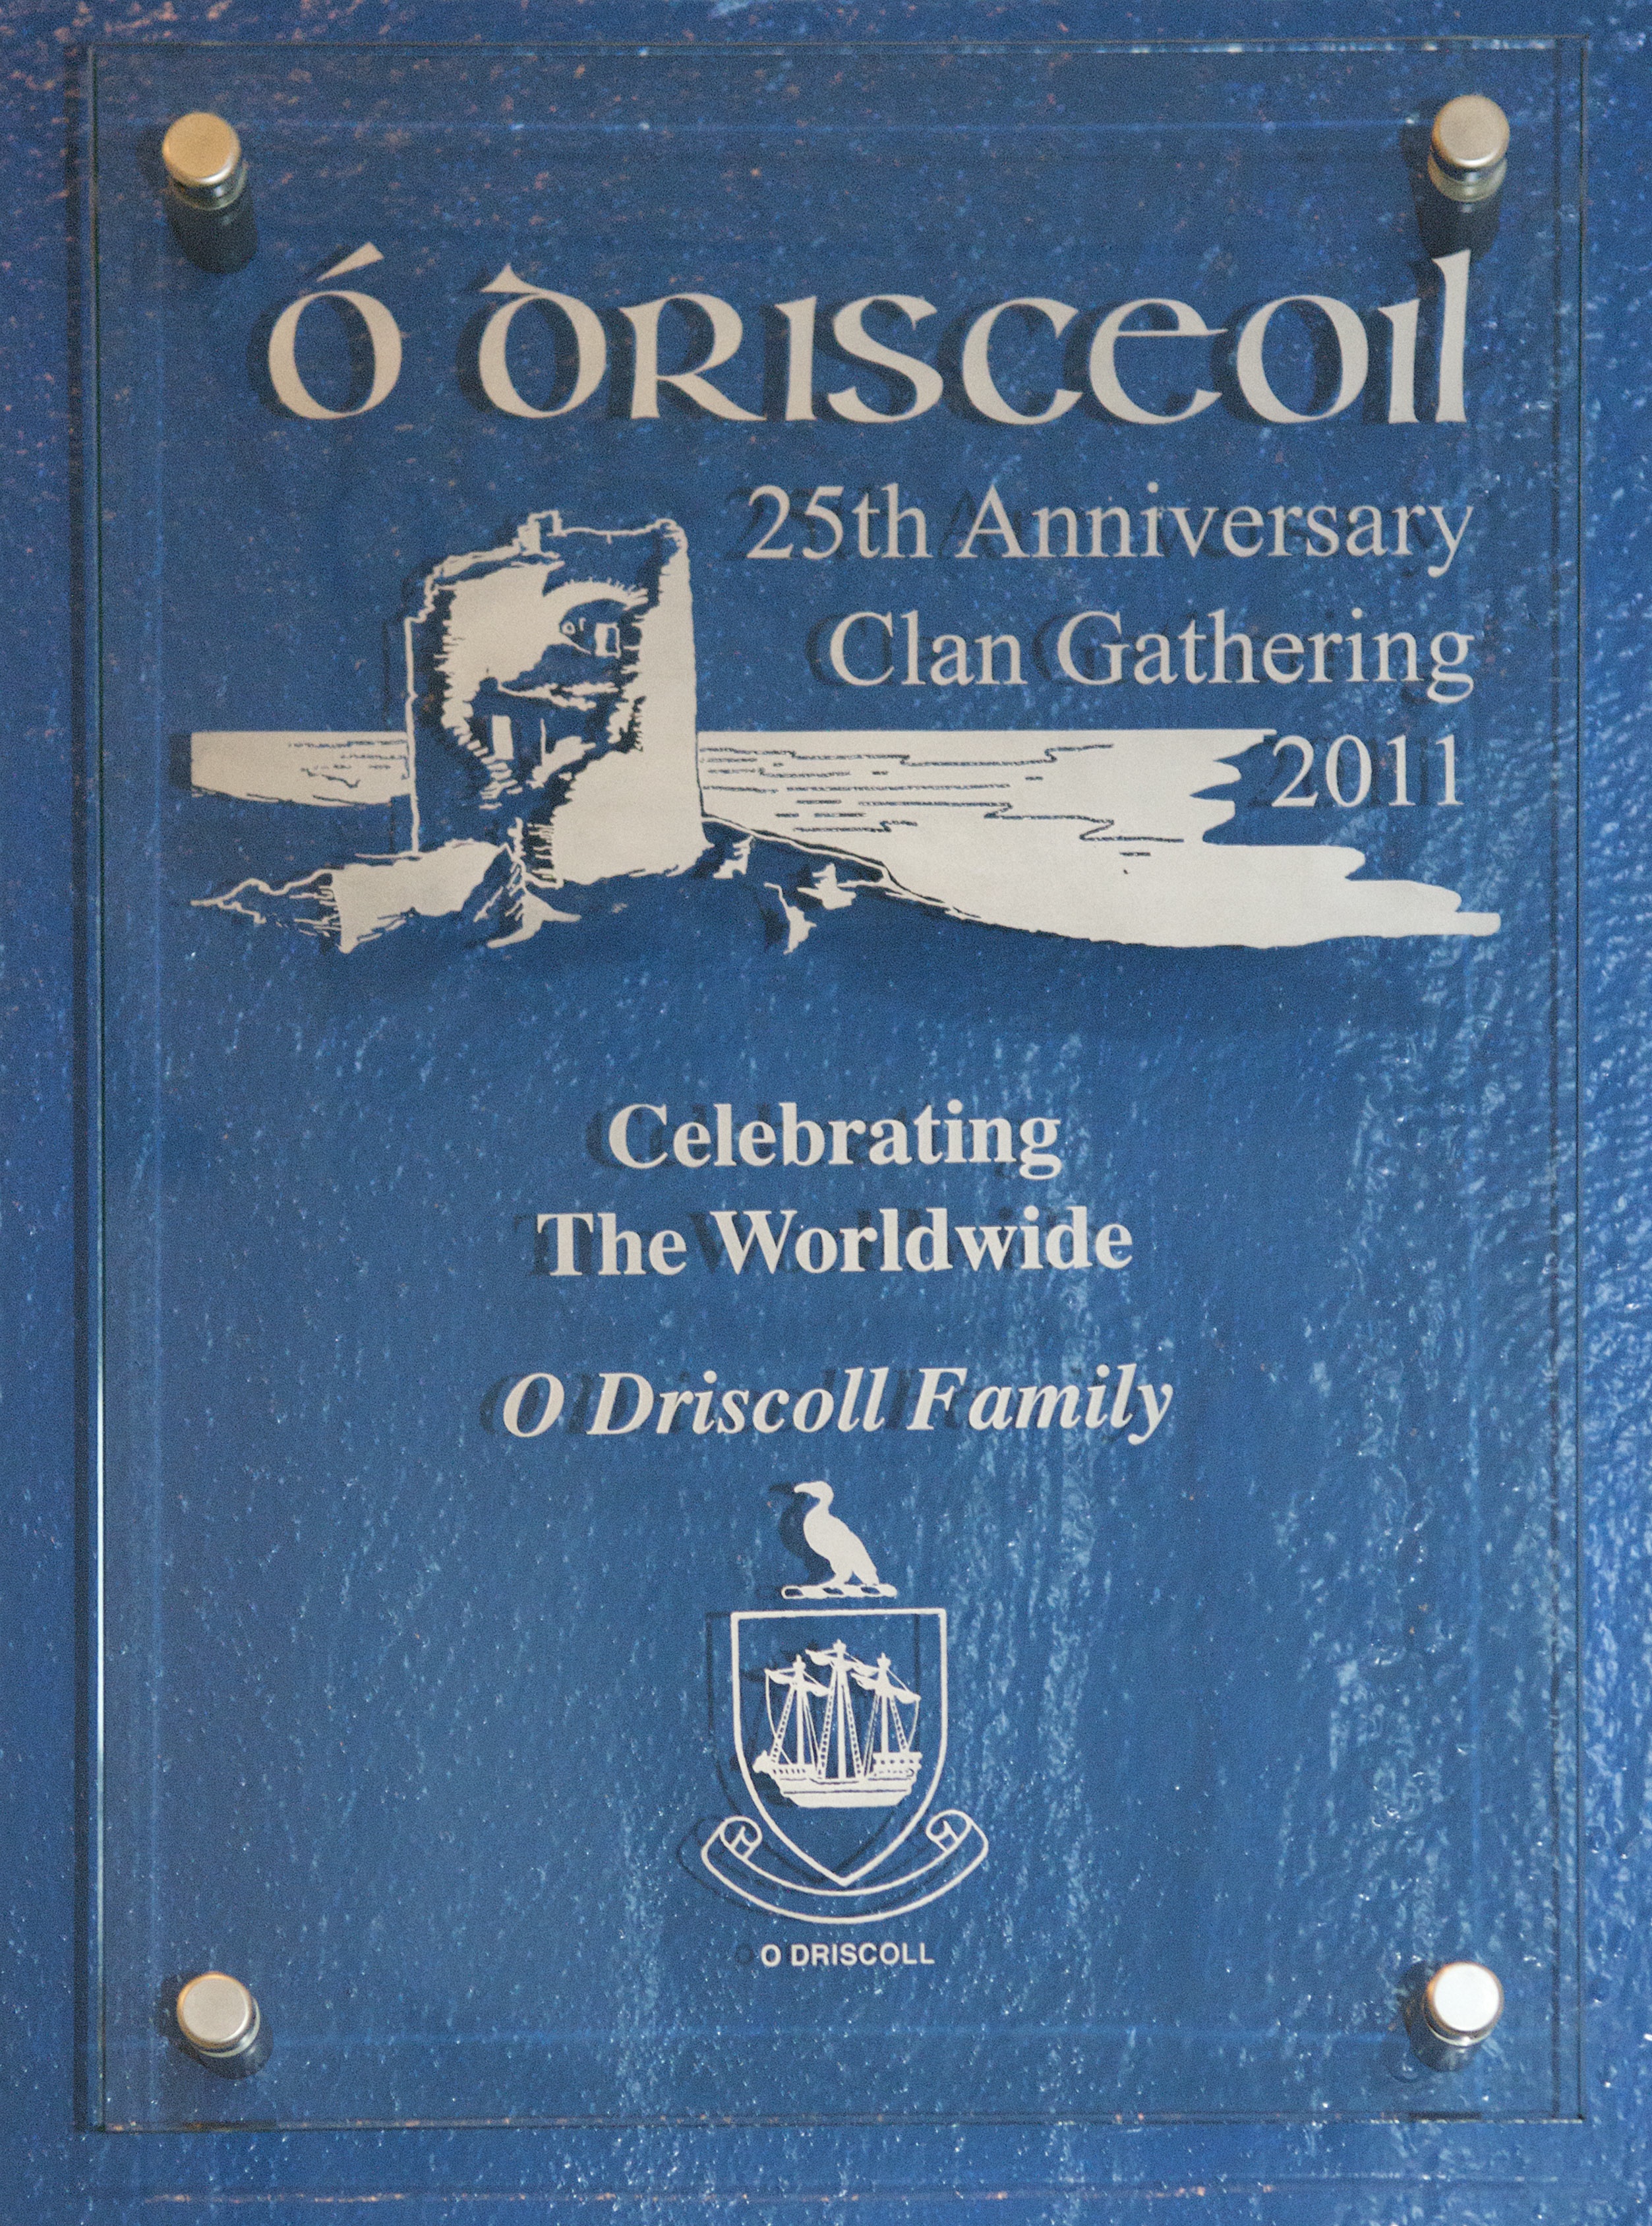 Ó DRISCEOIL
25th Anniversary
Clan Gathering
2011
Celebrating
The Worldwide
O Driscoll Family
O DRISCOLL